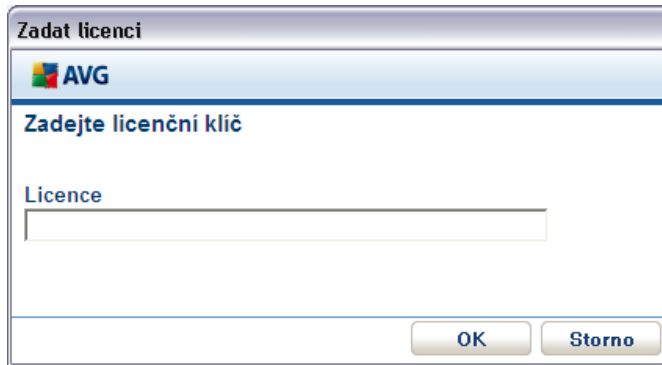 Zadat licenci
AVG
Zadejte licenční klíč
Licence
OK Storno